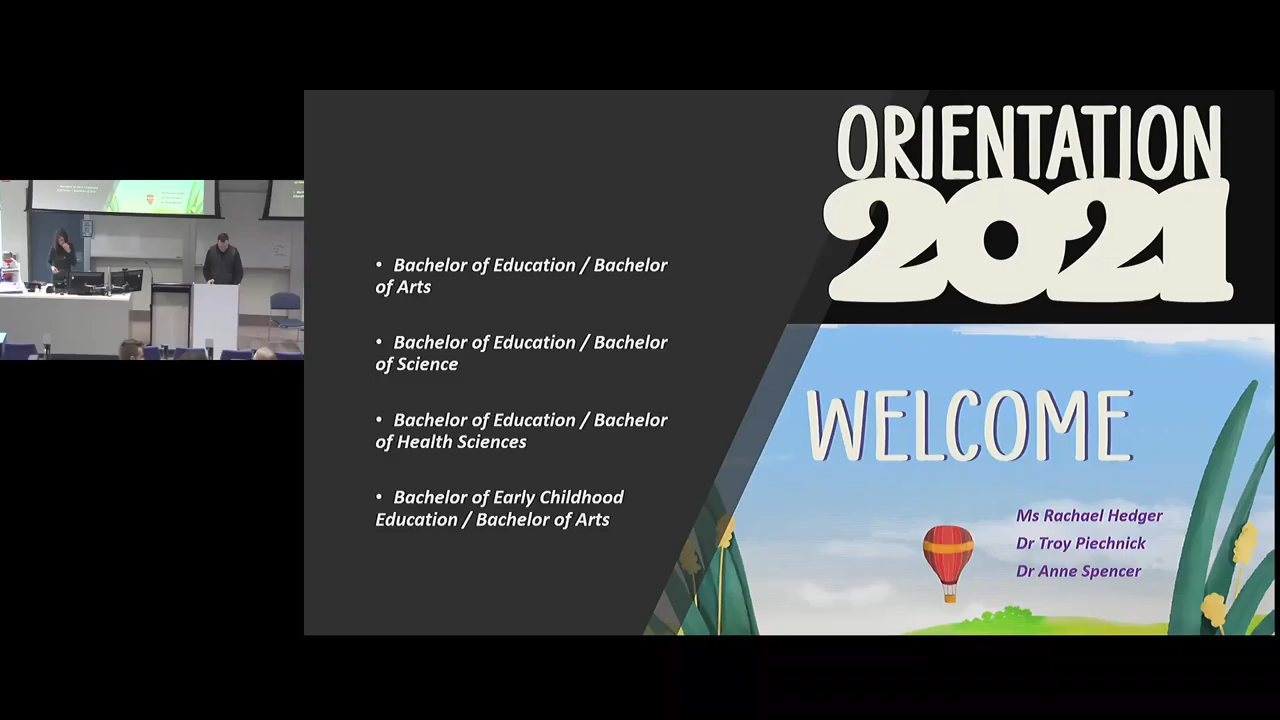 • Bachelor of Education / Bachelor
of Arts
• Bachelor of Education / Bachelor
of Science
• Bachelor of Education / Bachelor
of Health Sciences
• Bachelor of Early Childhood
Education / Bachelor of Arts
ORIENTATION
2021
WELCOME
Ms Rachael Hedger
Dr Troy Piechnick
Dr Anne Spencer